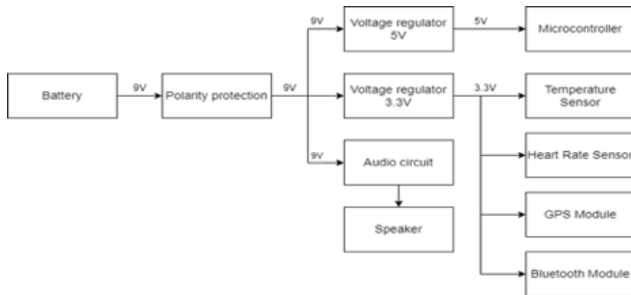 9V
Voltage regulator
5V
5V
Microcontroller
Battery
9V
Polarity protection
9V
9V
Voltage regulator
3.3V
3.3V
Temperature
Sensor
9V
Audio circuit
Heart Rate Sensor
Speaker
GPS Module
Bluetooth Module